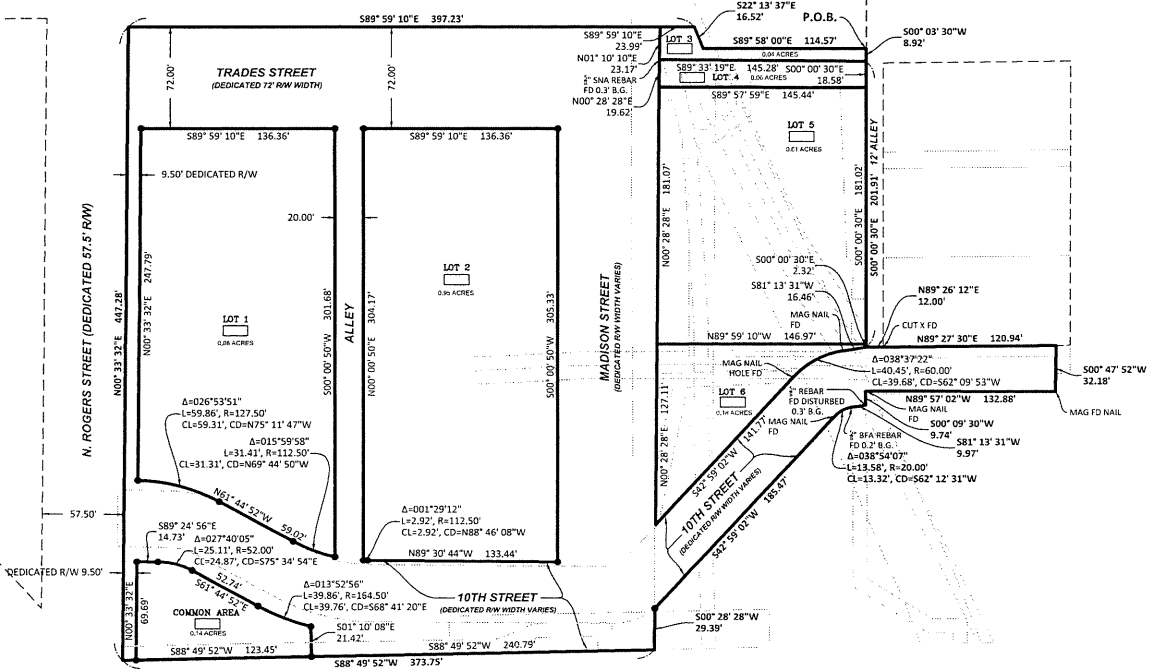 S89° 59' 10"E 397.23'
S22° 13' 37"E
16.52'
P.O.B.
S00° 03' 30"W
8.92'
S89° 59' 10"E
23.99'
LOT 3
S89° 58' 00"E 114.57'
0.04 ACRES
N01° 10' 10"E
23.17'
S89° 33' 19"E 145.28'
LOT 4
0.06 ACRES
S00° 00' 30"E
18.58'
SNA REBAR
FD 0.3' B.G.
N00° 28' 28"E
19.62'
S89° 57' 59"E 145.44'
72.00'
TRADES STREET
(DEDICATED 72' R/W WIDTH)
72.00'
S89° 59' 10"E 136.36'
S89° 59' 10"E 136.36'
LOT 5
0.61 ACRES
12' ALLEY
9.50' DEDICATED R/W
N00° 28' 28"E 181.07'
S00° 00' 30"E 181.02'
S00° 00' 30"E 201.91'
20.00'
N. ROGERS STREET (DEDICATED 57.5' R/W)
N00° 33' 32"E 447.28'
N00° 33' 32"E 247.79'
LOT 1
S00° 00' 50"W 301.68'
ALLEY
N00° 00' 50"E 304.17'
LOT 2
S00° 00' 50"W 305.33'
MADISON STREET
(DEDICATED R/W WIDTH VARIES)
S00° 00' 30"E
2.32'
S81° 13' 31"W
16.46'
N89° 26' 12"E
12.00'
MAG NAIL
FD
CUT X FD
N89° 59' 10"W 146.97'
N89° 27' 30"E 120.94'
Δ=038°37'22"
L=40.45', R=60.00'
CL=39.68', CD=S62° 09' 53"W
S00° 47' 52"W
32.18'
MAG NAIL
HOLE FD
LOT 6
0.14 ACRES
REBAR
FD DISTURBED
0.3' B.G.
MAG NAIL
FD
N89° 57' 02"W 132.88'
MAG NAIL
FD
MAG FD NAIL
S00° 09' 30"W
9.74'
S81° 13' 31"W
9.97'
BFA REBAR
FD 0.2' B.G.
Δ=038°54'07"
L=13.58', R=20.00'
CL=13.32', CD=S62° 12' 31"W
N00° 28' 28"E 127.11'
S42° 59' 02"W 141.77'
10TH STREET
(DEDICATED R/W WIDTH VARIES)
S42° 59' 02"W 185.47'
Δ=026°53'51"
L=59.86', R=127.50'
CL=59.31', CD=N75° 11' 47"W
Δ=015°59'58"
L=31.41', R=112.50'
CL=31.31', CD=N69° 44' 50"W
N61° 44' 52"W 59.02'
57.50'
S89° 24' 56"E
14.73'
Δ=027°40'05"
L=25.11', R=52.00'
CL=24.87', CD=S75° 34' 54"E
Δ=001°29'12"
L=2.92', R=112.50'
CL=2.92', CD=N88° 46' 08"W
N89° 30' 44"W 133.44'
DEDICATED R/W 9.50'
N00° 33' 32"E
69.69'
52.74'
S61° 44' 52"E
Δ=013°52'56"
L=39.86', R=164.50'
CL=39.76', CD=S68° 41' 20"E
10TH STREET
(DEDICATED R/W WIDTH VARIES)
COMMON AREA
0.14 ACRES
S01° 10' 08"E
21.42'
S00° 28' 28"W
29.39'
S88° 49' 52"W 123.45'
S88° 49' 52"W 240.79'
S88° 49' 52"W 373.75'